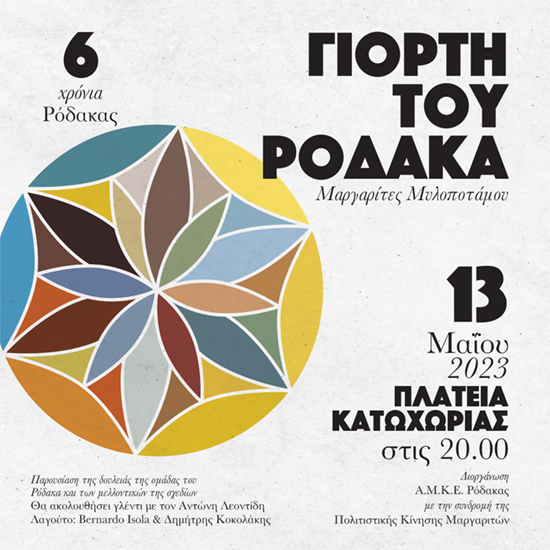 6
χρόνια
Ρόδακας
ΓΙΟΡΤΗ
ΤΟΥ
ΡΟΔΑΚΑ
Μαργαρίτες Μυλοποτάμου
13
Μαΐου
2023
ΠΛΑΤΕΙΑ
ΚΑΤΩΧΩΡΙΑΣ
στις 20.00
Παρουσίαση της δουλειάς της ομάδας του
Ρόδακα και των μελλοντικών της σχεδίων
Θα ακολουθήσει γλέντι με τον Αντώνη Λεοντίδη
Λαγούτο: Bernardo Isola & Δημήτρης Κοκολάκης
Διοργάνωση
Α.Μ.Κ.Ε. Ρόδακας
με την συνδρομή της
Πολιτιστικής Κίνησης Μαργαριτών